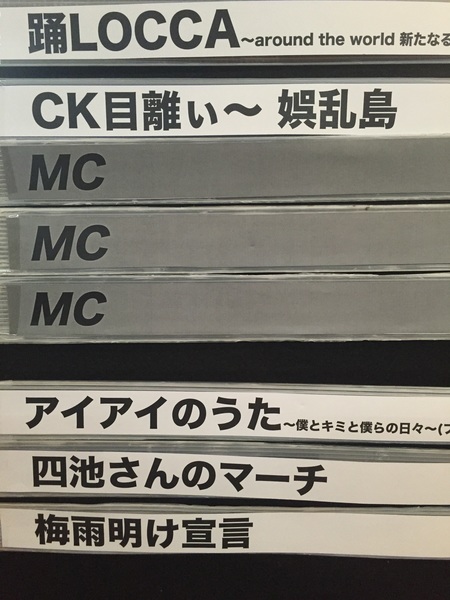 踊LOCCA～around the world 新たなる
CK目離ぃ～ 娯乱島
MC
MC
MC
アイアイのうた～僕とキミと僕らの日々～(フ
四池さんのマーチ
梅雨明け宣言